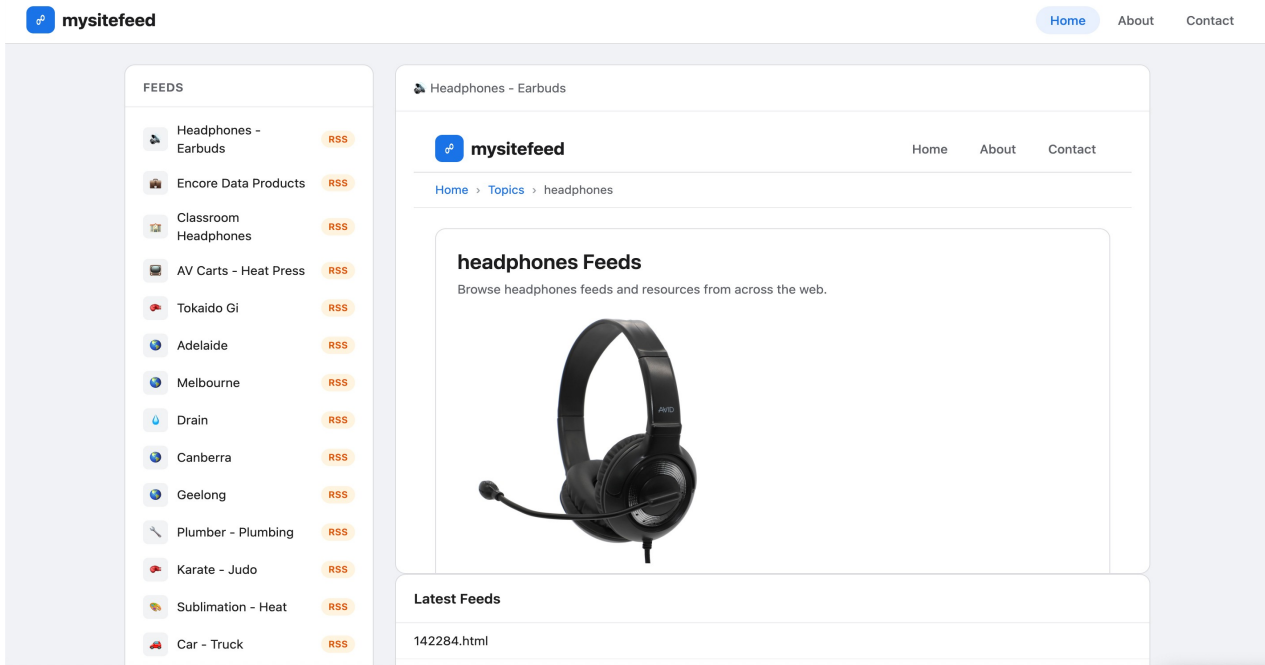 mysitefeed
Home About Contact
FEEDS
Headphones -
Earbuds
RSS
Encore Data Products RSS
Classroom
Headphones
RSS
AV Carts - Heat Press RSS
Tokaido Gi RSS
Adelaide RSS
Melbourne RSS
Drain RSS
Canberra RSS
Geelong RSS
Plumber - Plumbing RSS
Karate - Judo RSS
Sublimation - Heat RSS
Car - Truck RSS
Headphones - Earbuds
mysitefeed
Home About Contact
Home › Topics › headphones
headphones Feeds
Browse headphones feeds and resources from across the web.
AVID
Latest Feeds
142284.html